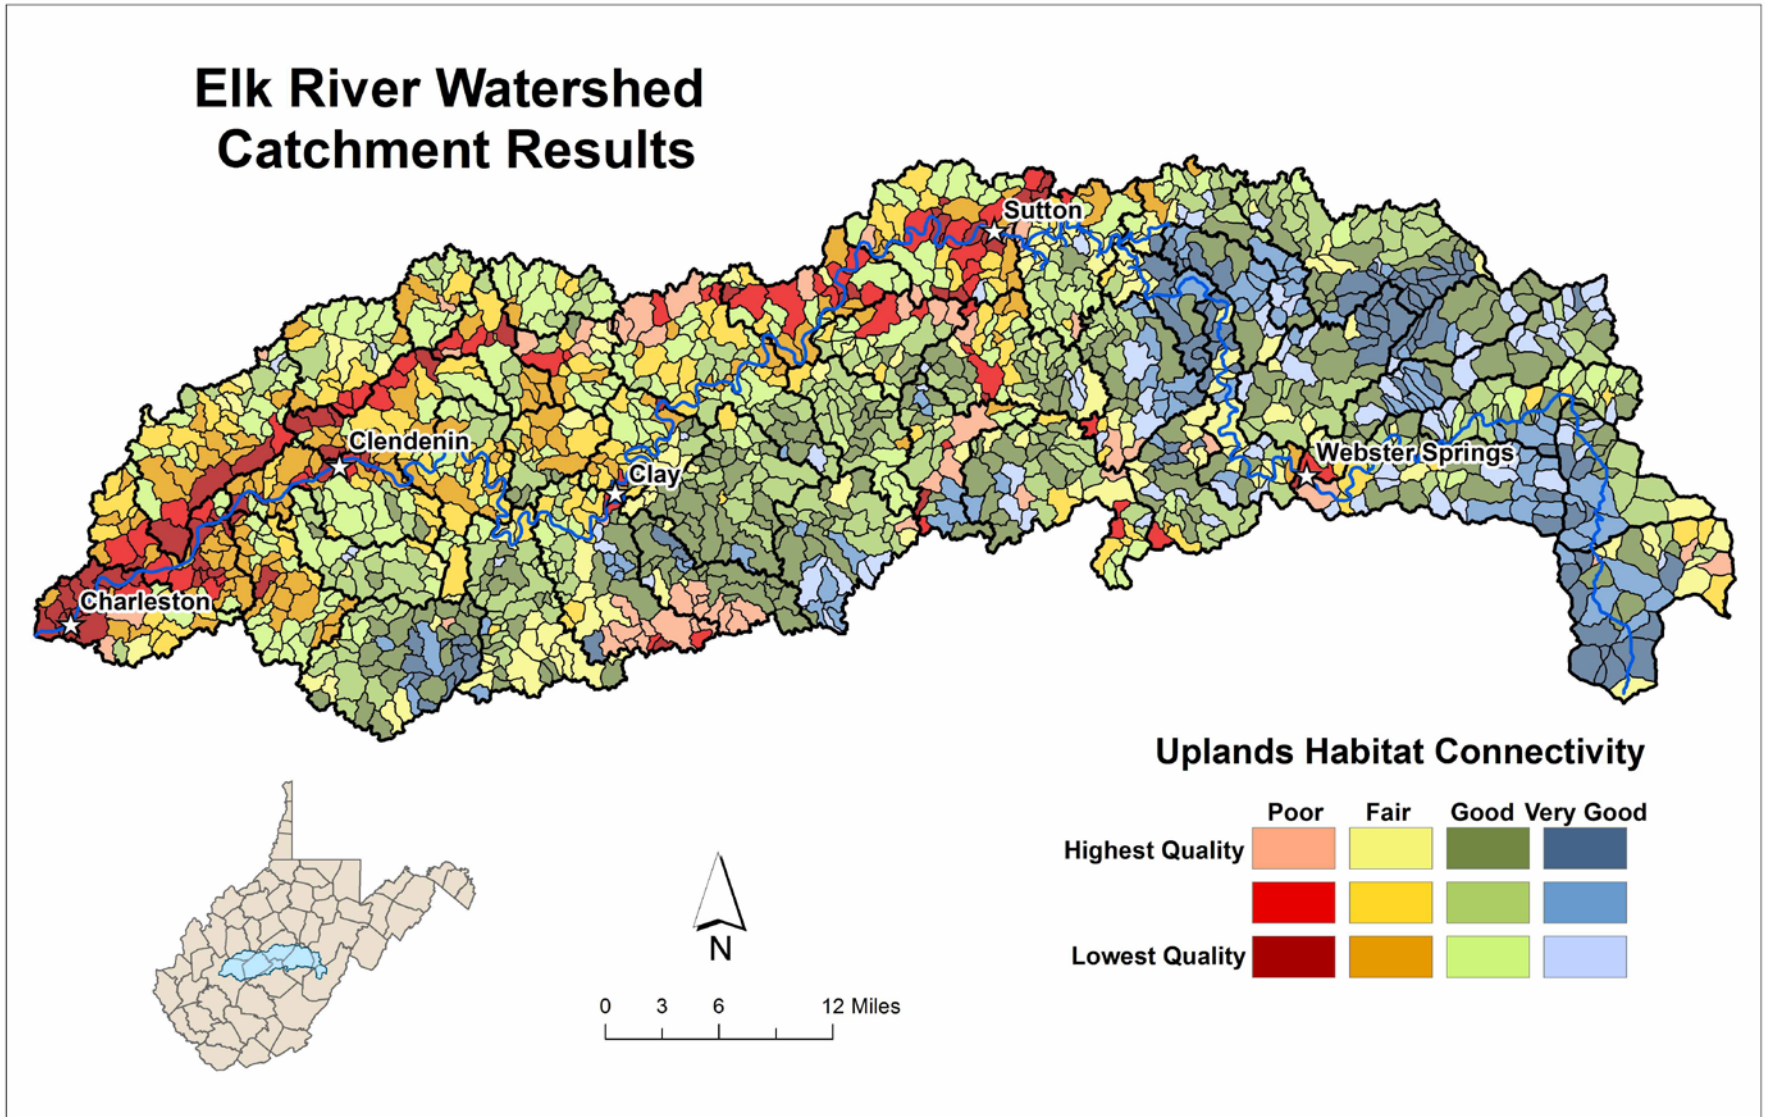 Elk River Watershed
Catchment Results
Sutton
Clendenin
Clay
Webster Springs
Charleston
Uplands Habitat Connectivity
Poor Fair Good Very Good
Highest Quality
Lowest Quality
N
0 3 6 12 Miles